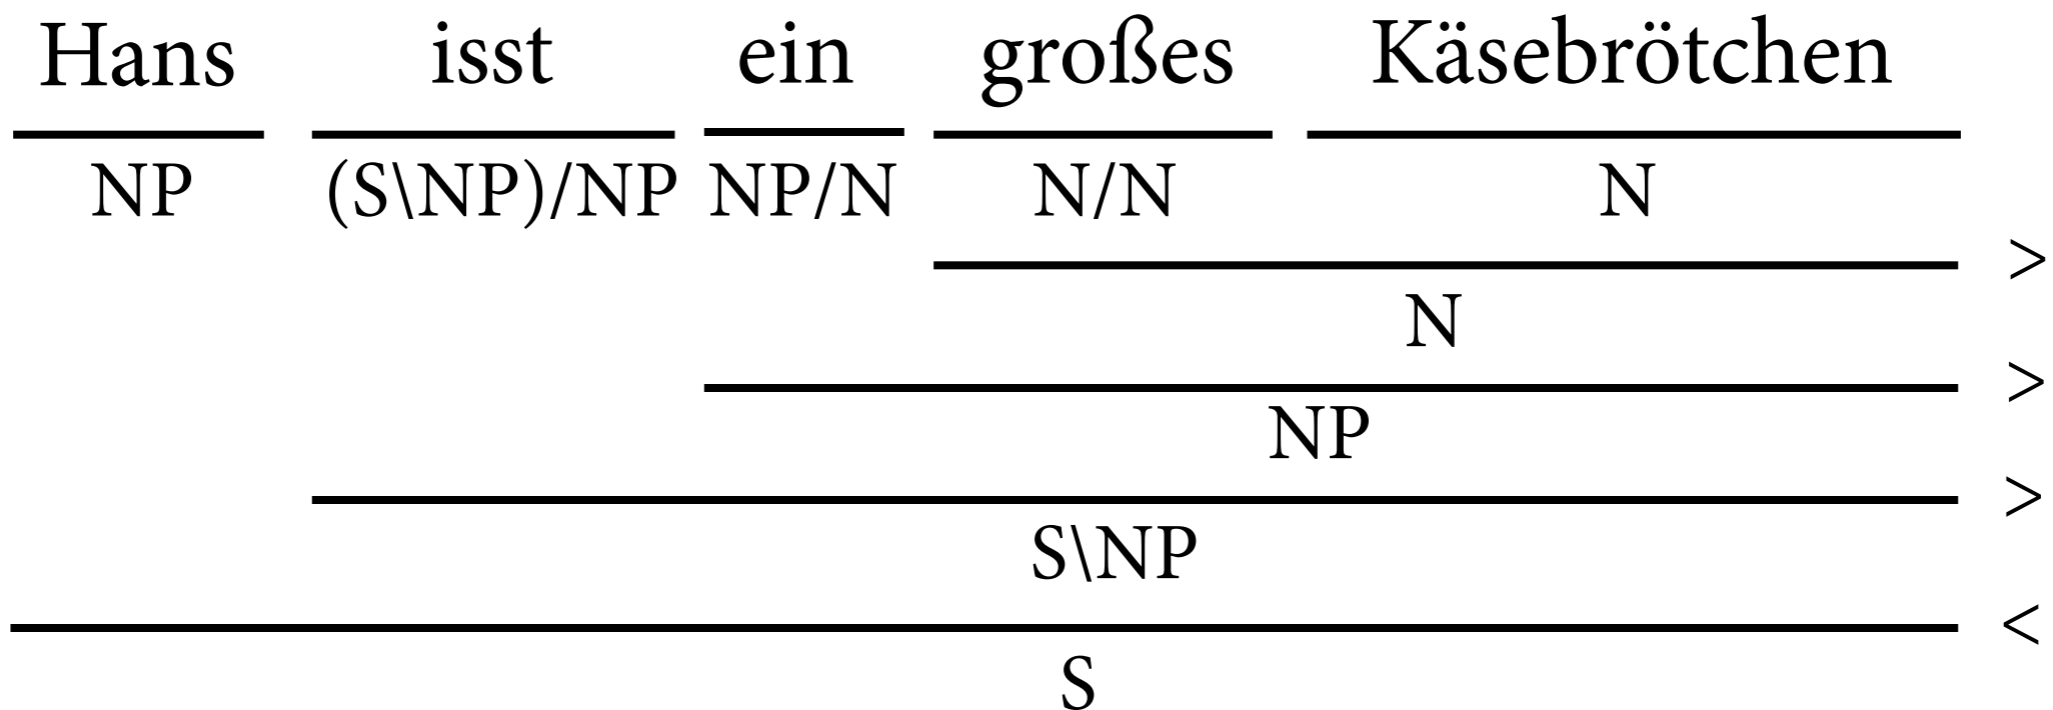 Hans isst ein großes Käsebrötchen
NP (S\NP)/NP NP/N N/N N
>
N
>
NP
>
S\NP
<
S